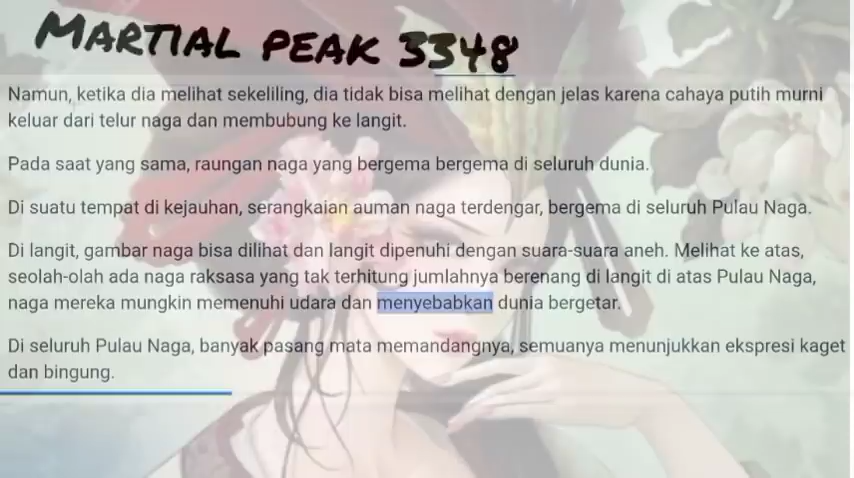 MARTIAL PEAK 3348
Namun, ketika dia melihat sekeliling, dia tidak bisa melihat dengan jelas karena cahaya putih murni
keluar dari telur naga dan membubung ke langit.
Pada saat yang sama, raungan naga yang bergema bergema di seluruh dunia.
Di suatu tempat di kejauhan, serangkaian auman naga terdengar, bergema di seluruh Pulau Naga.
Di langit, gambar naga bisa dilihat dan langit dipenuhi dengan suara-suara aneh. Melihat ke atas,
seolah-olah ada naga raksasa yang tak terhitung jumlahnya berenang di langit di atas Pulau Naga,
naga mereka mungkin memenuhi udara dan menyebabkan dunia bergetar.
Di seluruh Pulau Naga, banyak pasang mata memandangnya, semuanya menunjukkan ekspresi kaget
dan bingung.